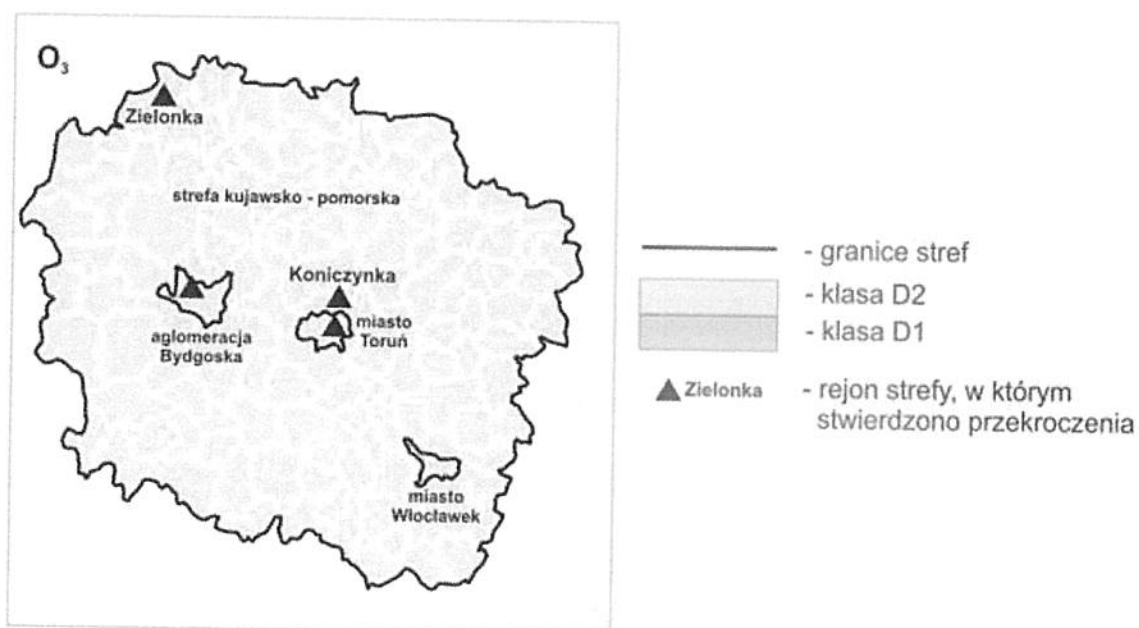 O₃
Zielonka
strefa kujawsko - pomorska
Koniczynka
miasto
Toruń
aglomeracja
Bydgoska
miasto
Włocławek
- granice stref
- klasa D2
- klasa D1
Zielonka - rejon strefy, w którym
stwierdzono przekroczenia